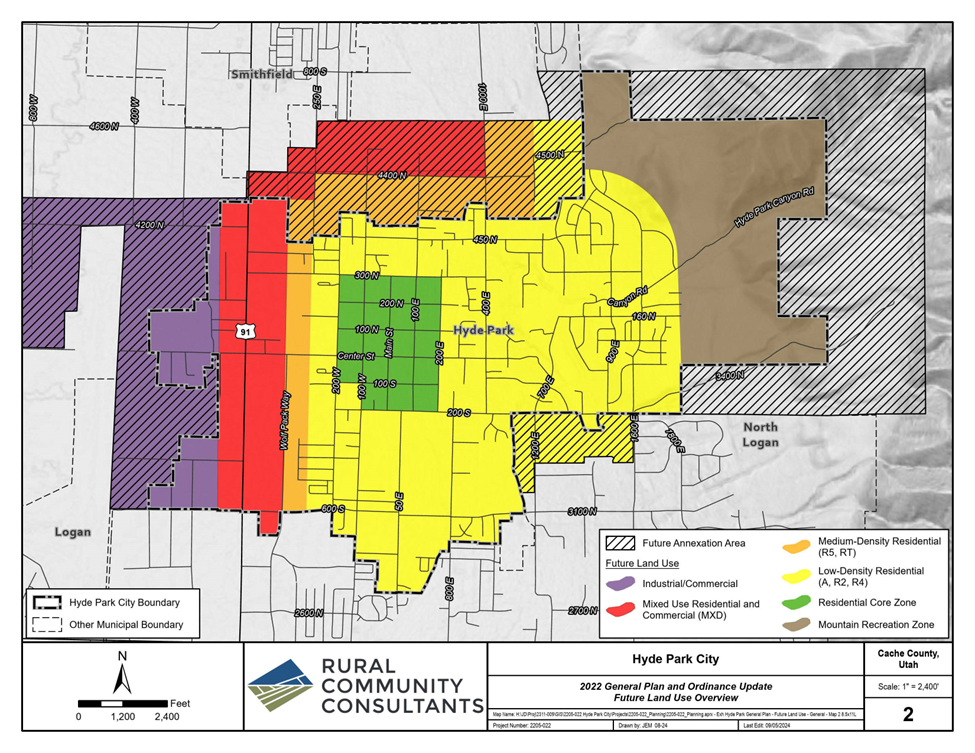 Smithfield
800 S
600 W
400 W
250 E
1000 E
4600 N
4500 N
4400 N
4200 N
Hyde Park Canyon Rd
450 N
300 N
200 N
100 E
400 E
Canyon Rd
160 N
91
100 N
Main St
Hyde Park
Center St
200 E
900 E
200 W
100 W
100 S
700 E
3400 N
Wolf Pack Way
200 S
1200 E
1600 E
1800 E
North
Logan
50 E
600 S
3100 N
Logan
600 E
2600 N
2700 N
Hyde Park City Boundary
Other Municipal Boundary
Future Annexation Area
Future Land Use
Industrial/Commercial
Mixed Use Residential and
Commercial (MXD)
Medium-Density Residential
(R5, RT)
Low-Density Residential
(A, R2, R4)
Residential Core Zone
Mountain Recreation Zone
N
Feet
0 1,200 2,400
RURAL
COMMUNITY
CONSULTANTS
Hyde Park City
2022 General Plan and Ordinance Update
Future Land Use Overview
Project Number: 2205-022
Drawn by: JEM 08-24
Last Edit: 09/05/2024
Cache County,
Utah
Scale: 1" = 2,400'
2